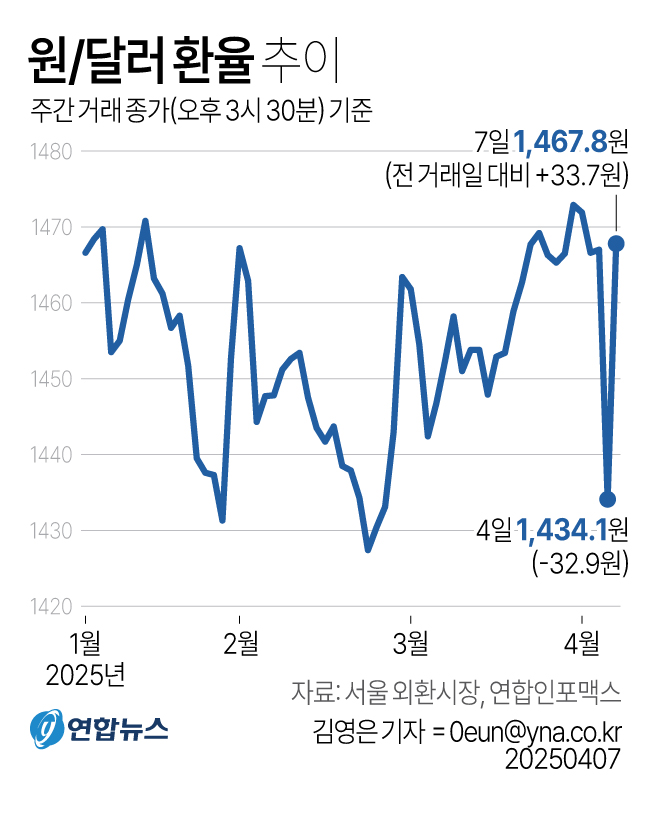 원/달러 환율 추이
주간 거래 종가(오후 3시 30분) 기준
7일 1,467.8원
(전 거래일 대비 +33.7원)
1480
1470
1460
1450
1440
1430
1420
4일 1,434.1원
(-32.9원)
1월 2월 3월 4월
2025년
자료: 서울 외환시장, 연합인포맥스
y 연합뉴스
김영은 기자 = 0eun@yna.co.kr
20250407